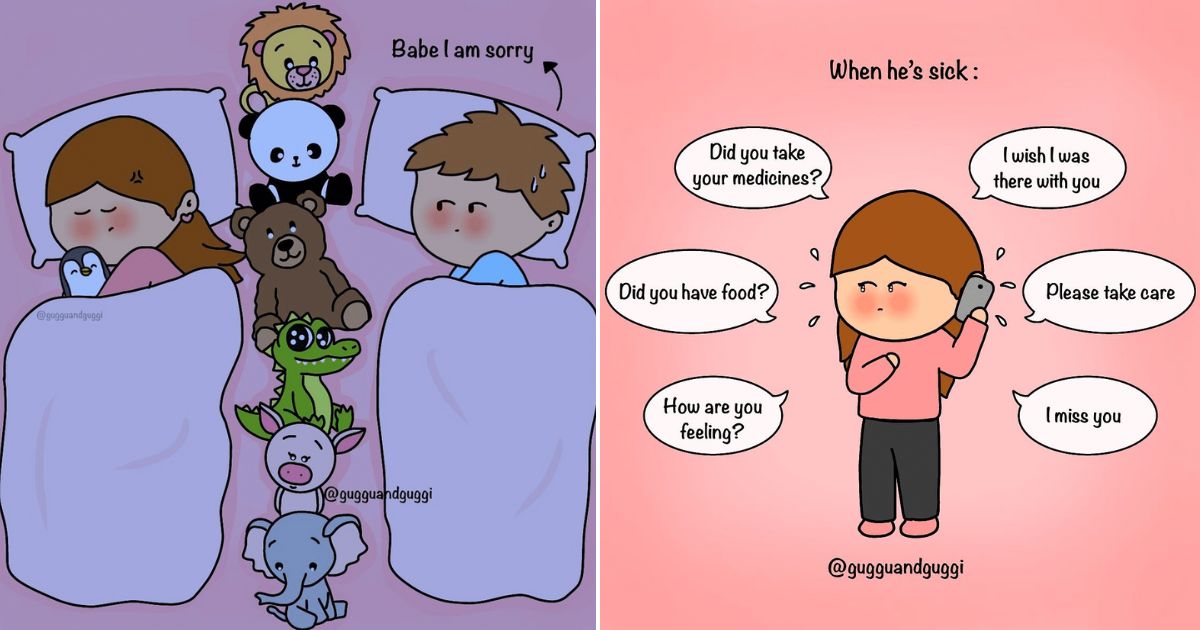 Babe I am sorry
@gugguandguggi
@gugguandguggi
When he's sick :
Did you take
your medicines?
I wish I was
there with you
Did you have food?
Please take care
How are you
feeling?
I miss you
@gugguandguggi